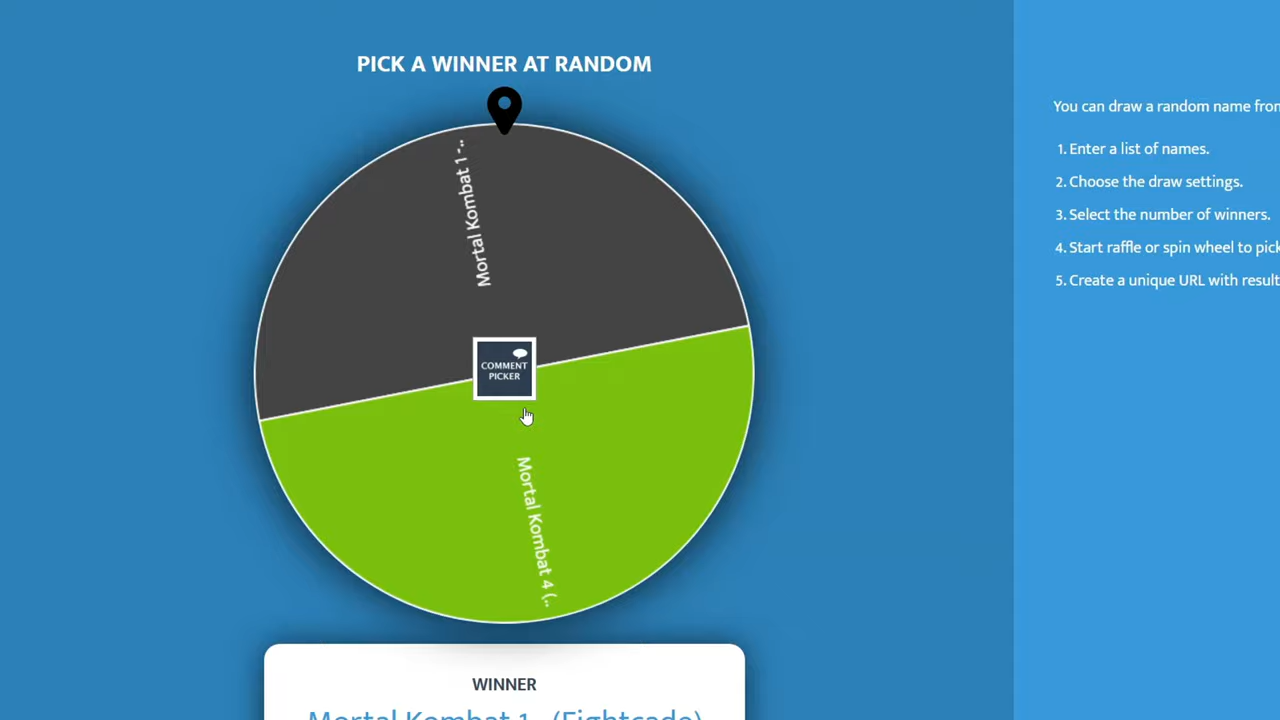 PICK A WINNER AT RANDOM
Mortal Kombat 1 -..
COMMENT
PICKER
Mortal Kombat 4 (..
WINNER
Mortal Kombat 1 - (Fightcade)
You can draw a random name from
1. Enter a list of names.
2. Choose the draw settings.
3. Select the number of winners.
4. Start raffle or spin wheel to pick
5. Create a unique URL with result